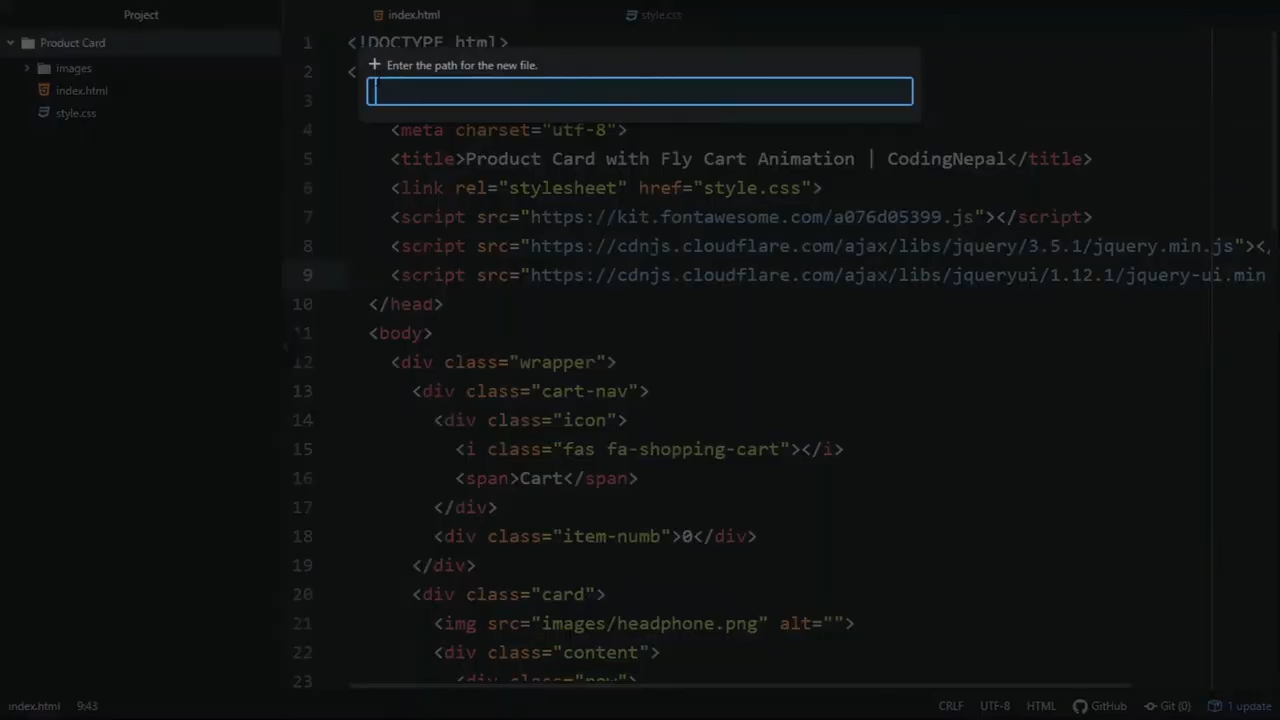 Project
index.html
style.css
Product Card
images
index.html
style.css
Enter the path for the new file.
1 <!DOCTYPE html>
2 <
3
4 <meta charset="utf-8">
5 <title>Product Card with Fly Cart Animation | CodingNepal</title>
6 <link rel="stylesheet" href="style.css">
7 <script src="https://kit.fontawesome.com/a076d05399.js"></script>
8 <script src="https://cdnjs.cloudflare.com/ajax/libs/jquery/3.5.1/jquery.min.js"></
9 <script src="https://cdnjs.cloudflare.com/ajax/libs/jqueryui/1.12.1/jquery-ui.min
10 </head>
11 <body>
12 <div class="wrapper">
13 <div class="cart-nav">
14 <div class="icon">
15 <i class="fas fa-shopping-cart"></i>
16 <span>Cart</span>
17 </div>
18 <div class="item-numb">0</div>
19 </div>
20 <div class="card">
21 <img src="images/headphone.png" alt="">
22 <div class="content">
23 <div class="row">
index.html 9:43 CRLF UTF-8 HTML GitHub Git (0) 1 update